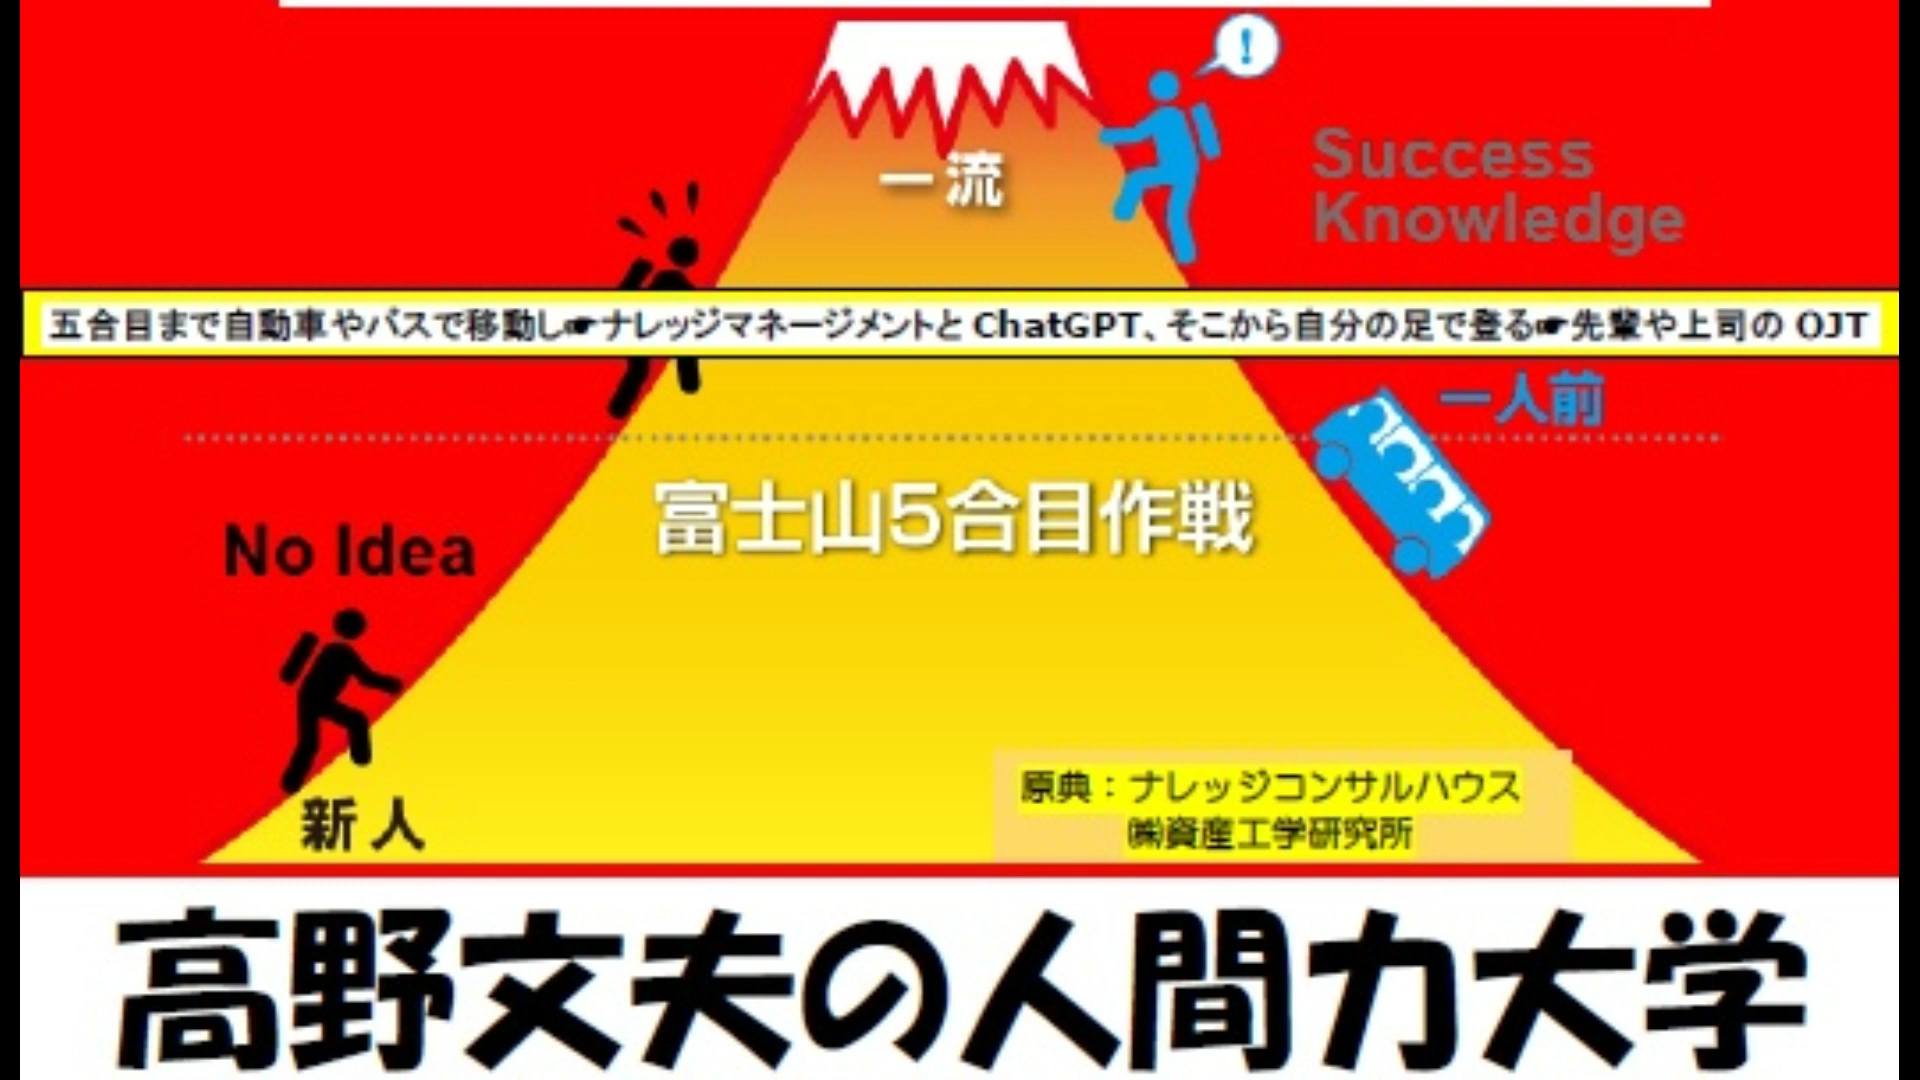 !
一流
Success
Knowledge
五合目まで自動車やバスで移動し☛ナレッジマネージメントと ChatGPT、そこから自分の足で登る☛先輩や上司の OJT
一人前
富士山5合目作戦
No Idea
新人
原典：ナレッジコンサルハウス
㈱資産工学研究所
高野文夫の人間力大学